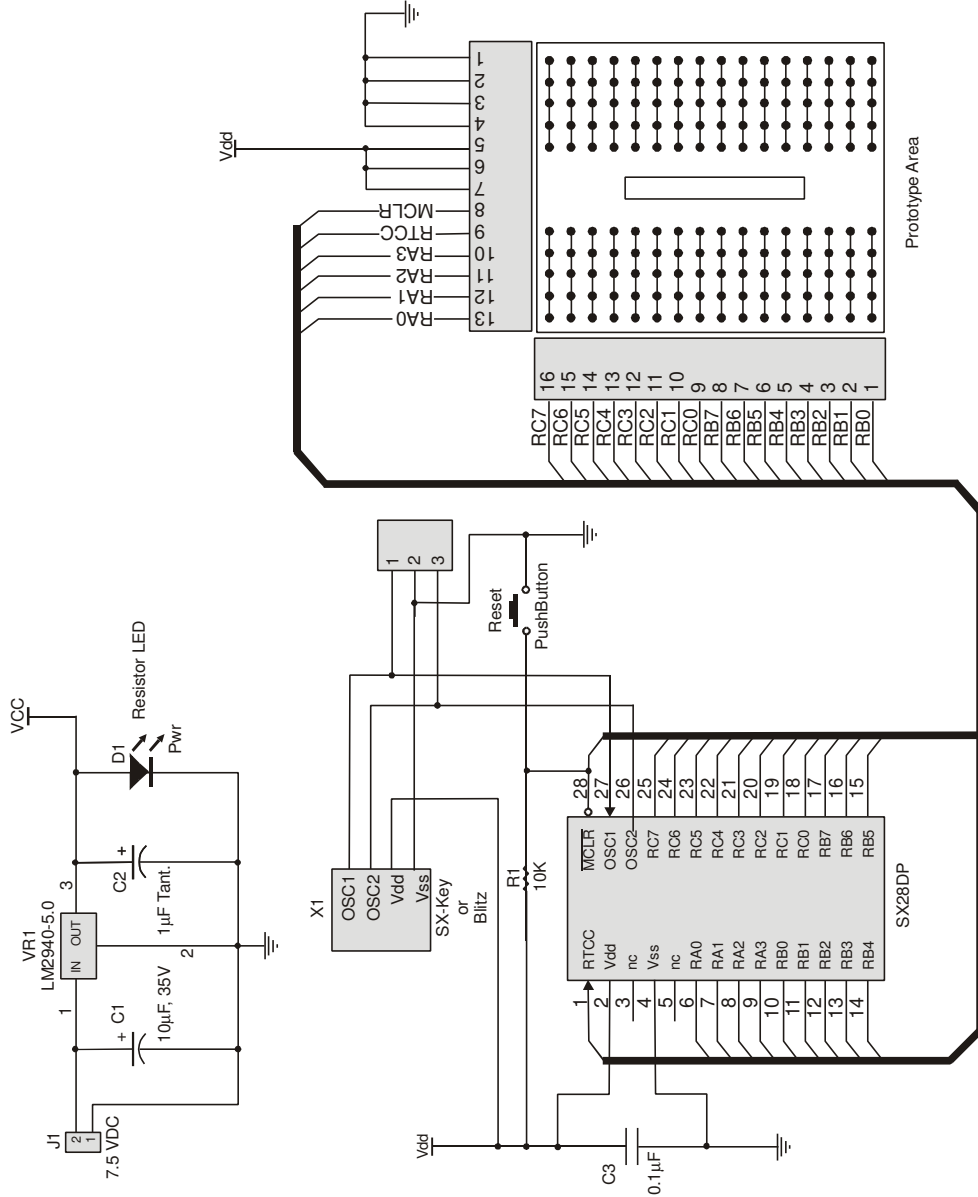 J1
2
1
7.5 VDC
C1
+
10µF, 35V
1
VR1
LM2940-5.0
IN
OUT
2
3
C2
+
1µF Tant.
D1
Resistor LED
Pwr
VCC
X1
OSC1
OSC2
Vdd
Vss
SX-Key
or
Blitz
1
2
3
Reset
PushButton
R1
10K
Vdd
C3
0.1µF
1
2
3
4
5
6
7
8
9
10
11
12
13
14
RTCC
Vdd
nc
Vss
nc
RA0
RA1
RA2
RA3
RB0
RB1
RB2
RB3
RB4
MCLR
OSC1
OSC2
RC7
RC6
RC5
RC4
RC3
RC2
RC1
RC0
RB7
RB6
RB5
28
27
26
25
24
23
22
21
20
19
18
17
16
15
SX28DP
Vdd
RA0
RA1
RA2
RA3
RTCC
MCLR
13
12
11
10
9
8
7
6
5
4
3
2
1
RC7 16
RC6 15
RC5 14
RC4 13
RC3 12
RC2 11
RC1 10
RC0 9
RB7 8
RB6 7
RB5 6
RB4 5
RB3 4
RB2 3
RB1 2
RB0 1
Prototype Area